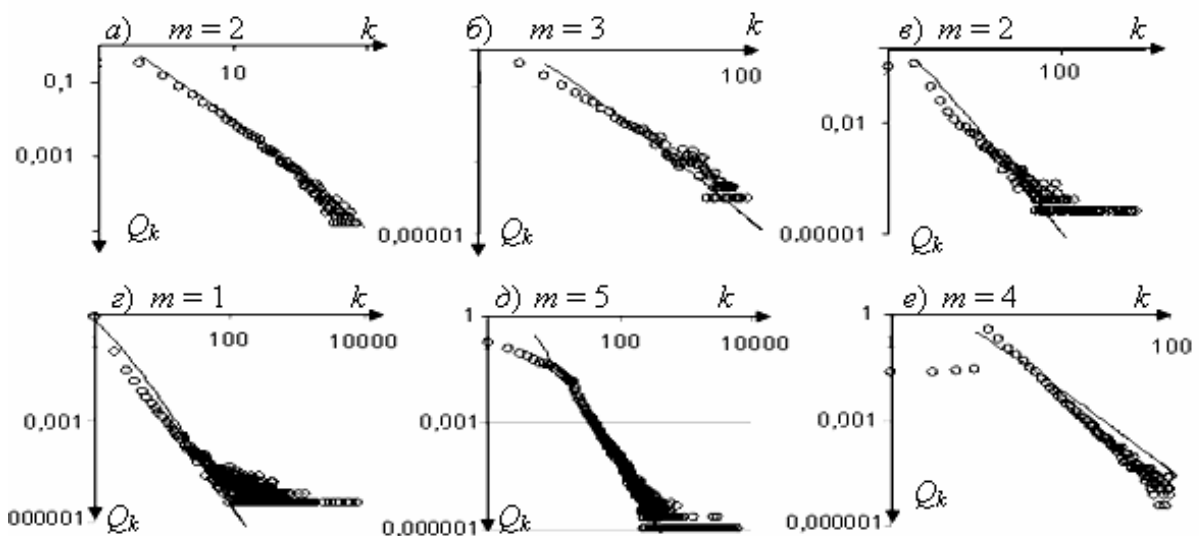 а) m = 2 k
10
0,1
0,001
Qk
б) m = 3 k
100
0,00001
Qk
в) m = 2 k
100
0,01
0.00001
Qk
г) m = 1 k
100 10000
0,001
000001
Qk
д) m = 5 k
1
100 10000
0,001
0,000001
Qk
е) m = 4 k
1
100
0,001
0,000001
Qk